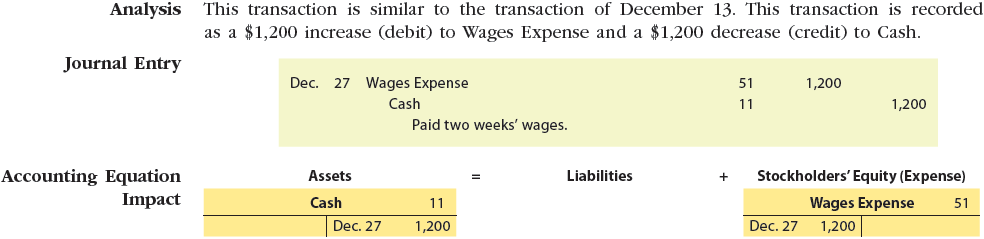 Analysis This transaction is similar to the transaction of December 13. This transaction is recorded
as a $1,200 increase (debit) to Wages Expense and a $1,200 decrease (credit) to Cash.
Journal Entry
Dec. 27 Wages Expense 51 1,200
Cash 11 1,200
Paid two weeks’ wages.
Accounting Equation Impact
Assets = Liabilities + Stockholders’ Equity (Expense)
Cash 11 Wages Expense 51
Dec. 27 1,200 Dec. 27 1,200